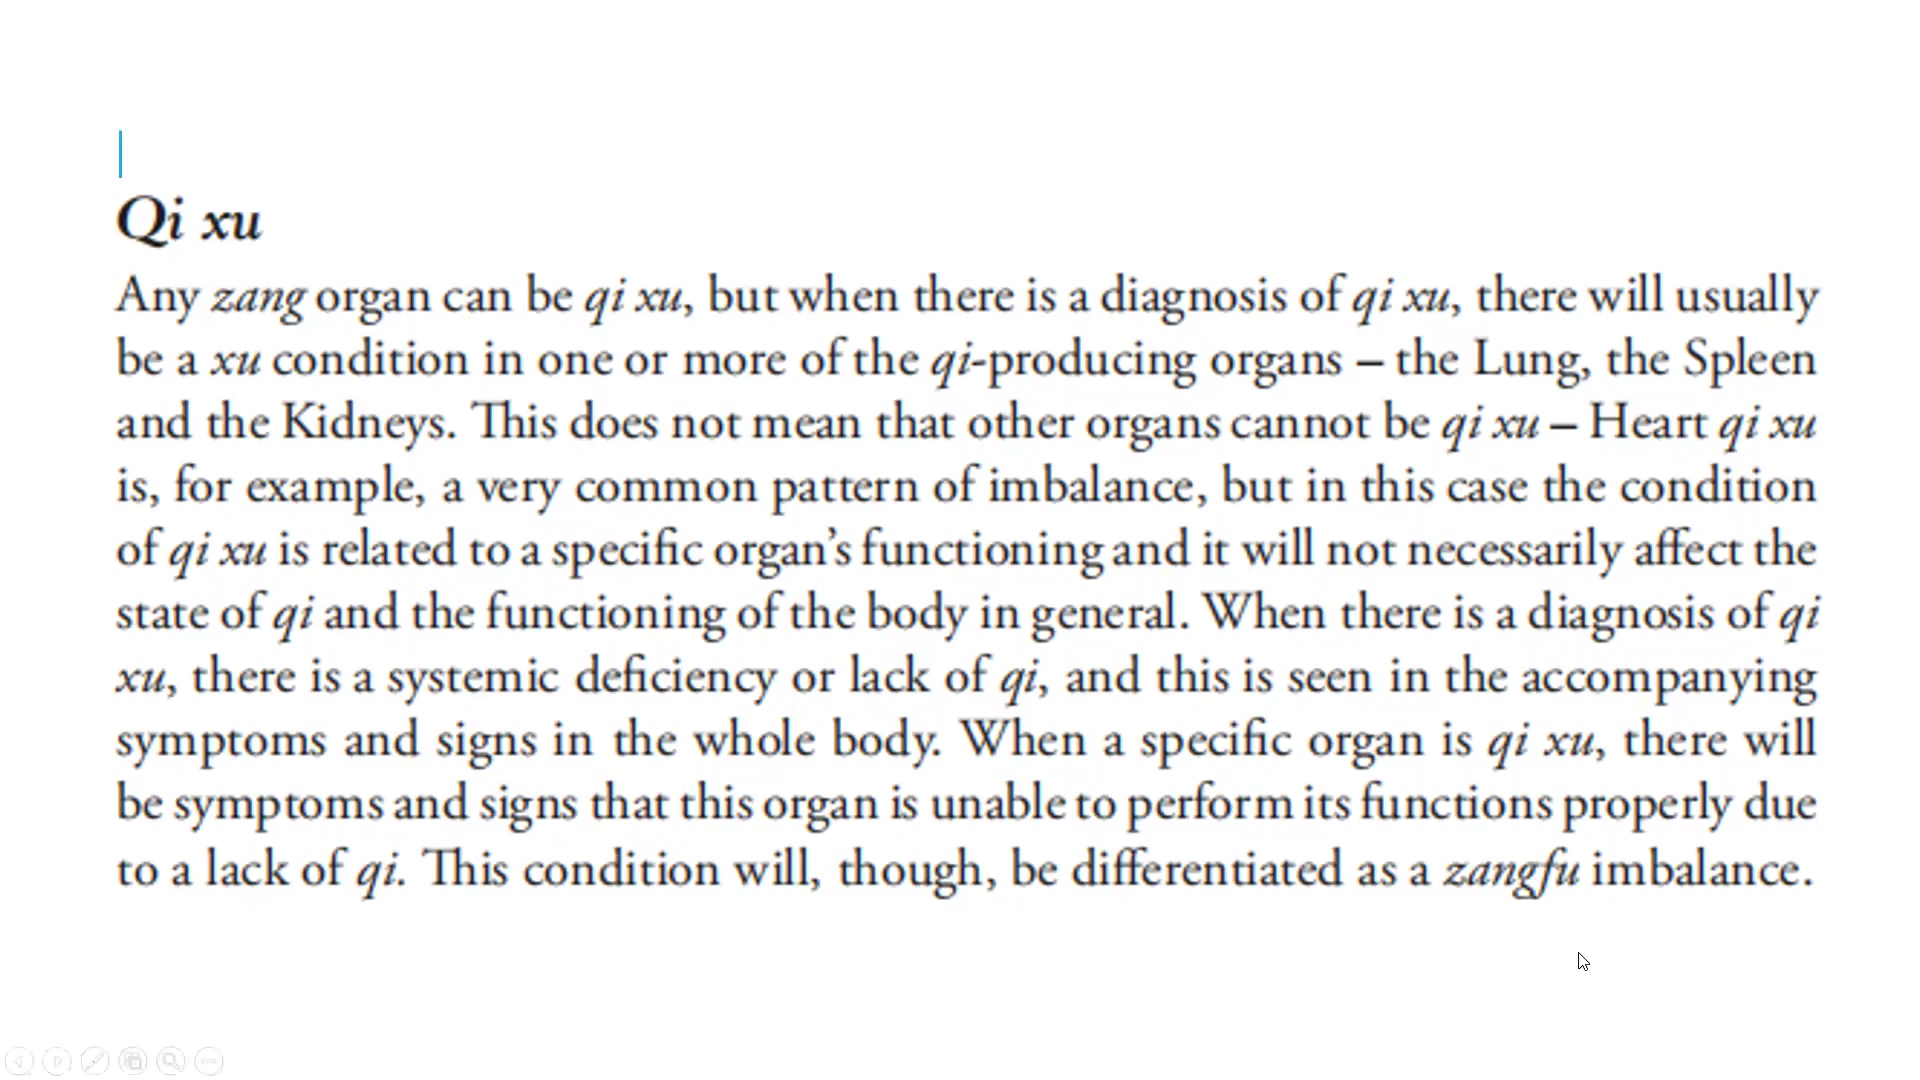 Qi xu
Any zang organ can be qi xu, but when there is a diagnosis of qi xu, there will usually
be a xu condition in one or more of the qi-producing organs – the Lung, the Spleen
and the Kidneys. This does not mean that other organs cannot be qi xu – Heart qi xu
is, for example, a very common pattern of imbalance, but in this case the condition
of qi xu is related to a specific organ’s functioning and it will not necessarily affect the
state of qi and the functioning of the body in general. When there is a diagnosis of qi
xu, there is a systemic deficiency or lack of qi, and this is seen in the accompanying
symptoms and signs in the whole body. When a specific organ is qi xu, there will
be symptoms and signs that this organ is unable to perform its functions properly due
to a lack of qi. This condition will, though, be differentiated as a zangfu imbalance.